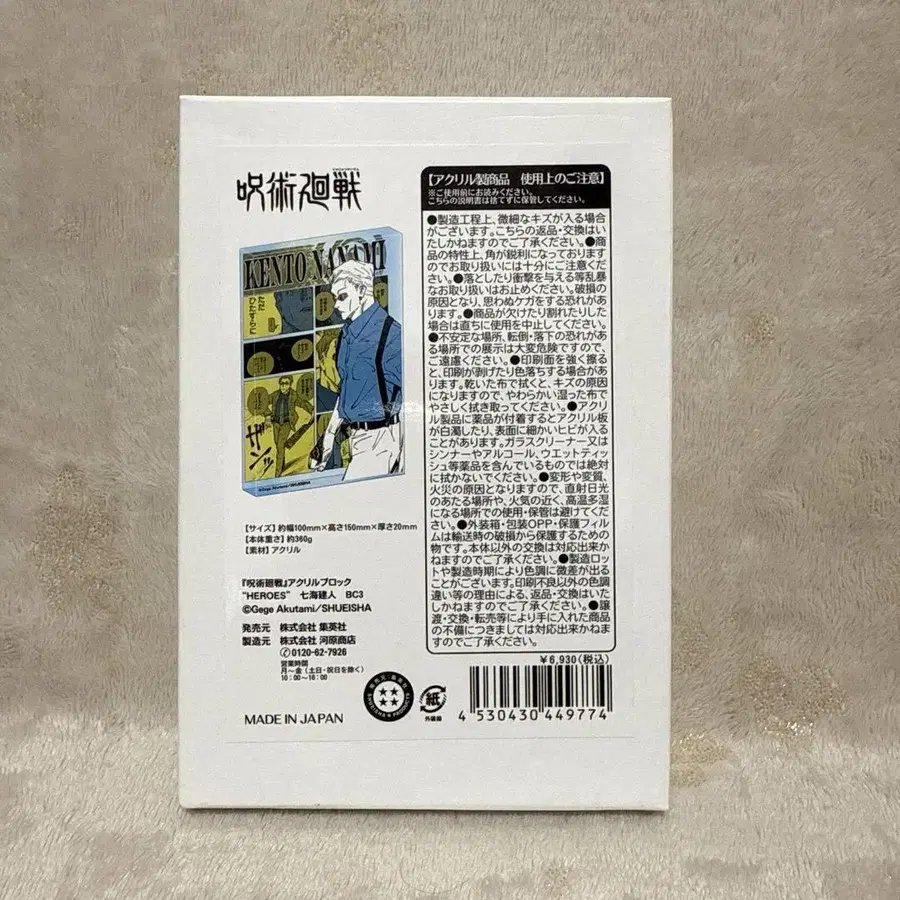 呪術廻戦
KENTO NANAMI
ただ
ひたすらに
ザンッ
©Gege Akutami/SHUEISHA
【サイズ】約幅100mm×高さ150mm×厚さ20mm
【本体重さ】約360g
【素材】アクリル
『呪術廻戦』アクリルブロック
"HEROES" 七海建人 BC3
©Gege Akutami/SHUEISHA
発売元 株式会社 集英社
製造元 株式会社 河原商店
0120-62-7926
営業時間
月～金（土日・祝日を除く）
10：00～16：00
MADE IN JAPAN
紙
外装箱
【アクリル製商品 使用上のご注意】
※ご使用前にお読みください。
こちらの説明書は捨てずに保管してください。
●製造工程上、微細なキズが入る場合
がございます。こちらの返品・交換はい
たしかねますのでご了承ください。●商
品の特性上、角が鋭利になっております
のでお取り扱いには十分にご注意くだ
さい。●落としたり衝撃を与える等乱暴
なお取り扱いはお止めください。破損の
原因となり、思わぬケガをする恐れがあ
ります。●商品が欠けたり割れたりした
場合は直ちに使用を中止してください。
●不安定な場所、転倒・落下の恐れがあ
る場所での展示は大変危険ですので、
ご遠慮ください。●印刷面を強く擦る
と、印刷が剥げたり色落ちする場合があ
ります。乾いた布で拭くと、キズの原因
になりますので、やわらかい湿った布で
やさしく拭き取ってください。●アクリ
ル製品に薬品が付着するとアクリル板
が白濁したり、表面に細かいヒビが入る
ことがあります。ガラスクリーナー又は
シンナーやアルコール、ウエットティッ
シュ等薬品を含んでいるものでは絶対
に拭かないでください。●変形や変質、
火災の原因となりますので、直射日光
のあたる場所や、火気の近く、高温多湿
になる場所での使用・保管は避けてくだ
さい。●外装箱・包装OPP・保護フィル
ムは輸送時の破損から保護するための
物です。本体以外の交換は対応出来か
ねますのでご了承ください。●製造ロッ
トや製造時期により色調に微差が出る
ことがございます。印刷不良以外の色調
違い等の理由による、返品・交換はいた
しかねますのでご了承ください。●譲
渡・交換・転売等により手に入れた商品
の不備につきましては対応出来かねま
すのでご了承ください。
￥6,930（税込）
4 530430 449774